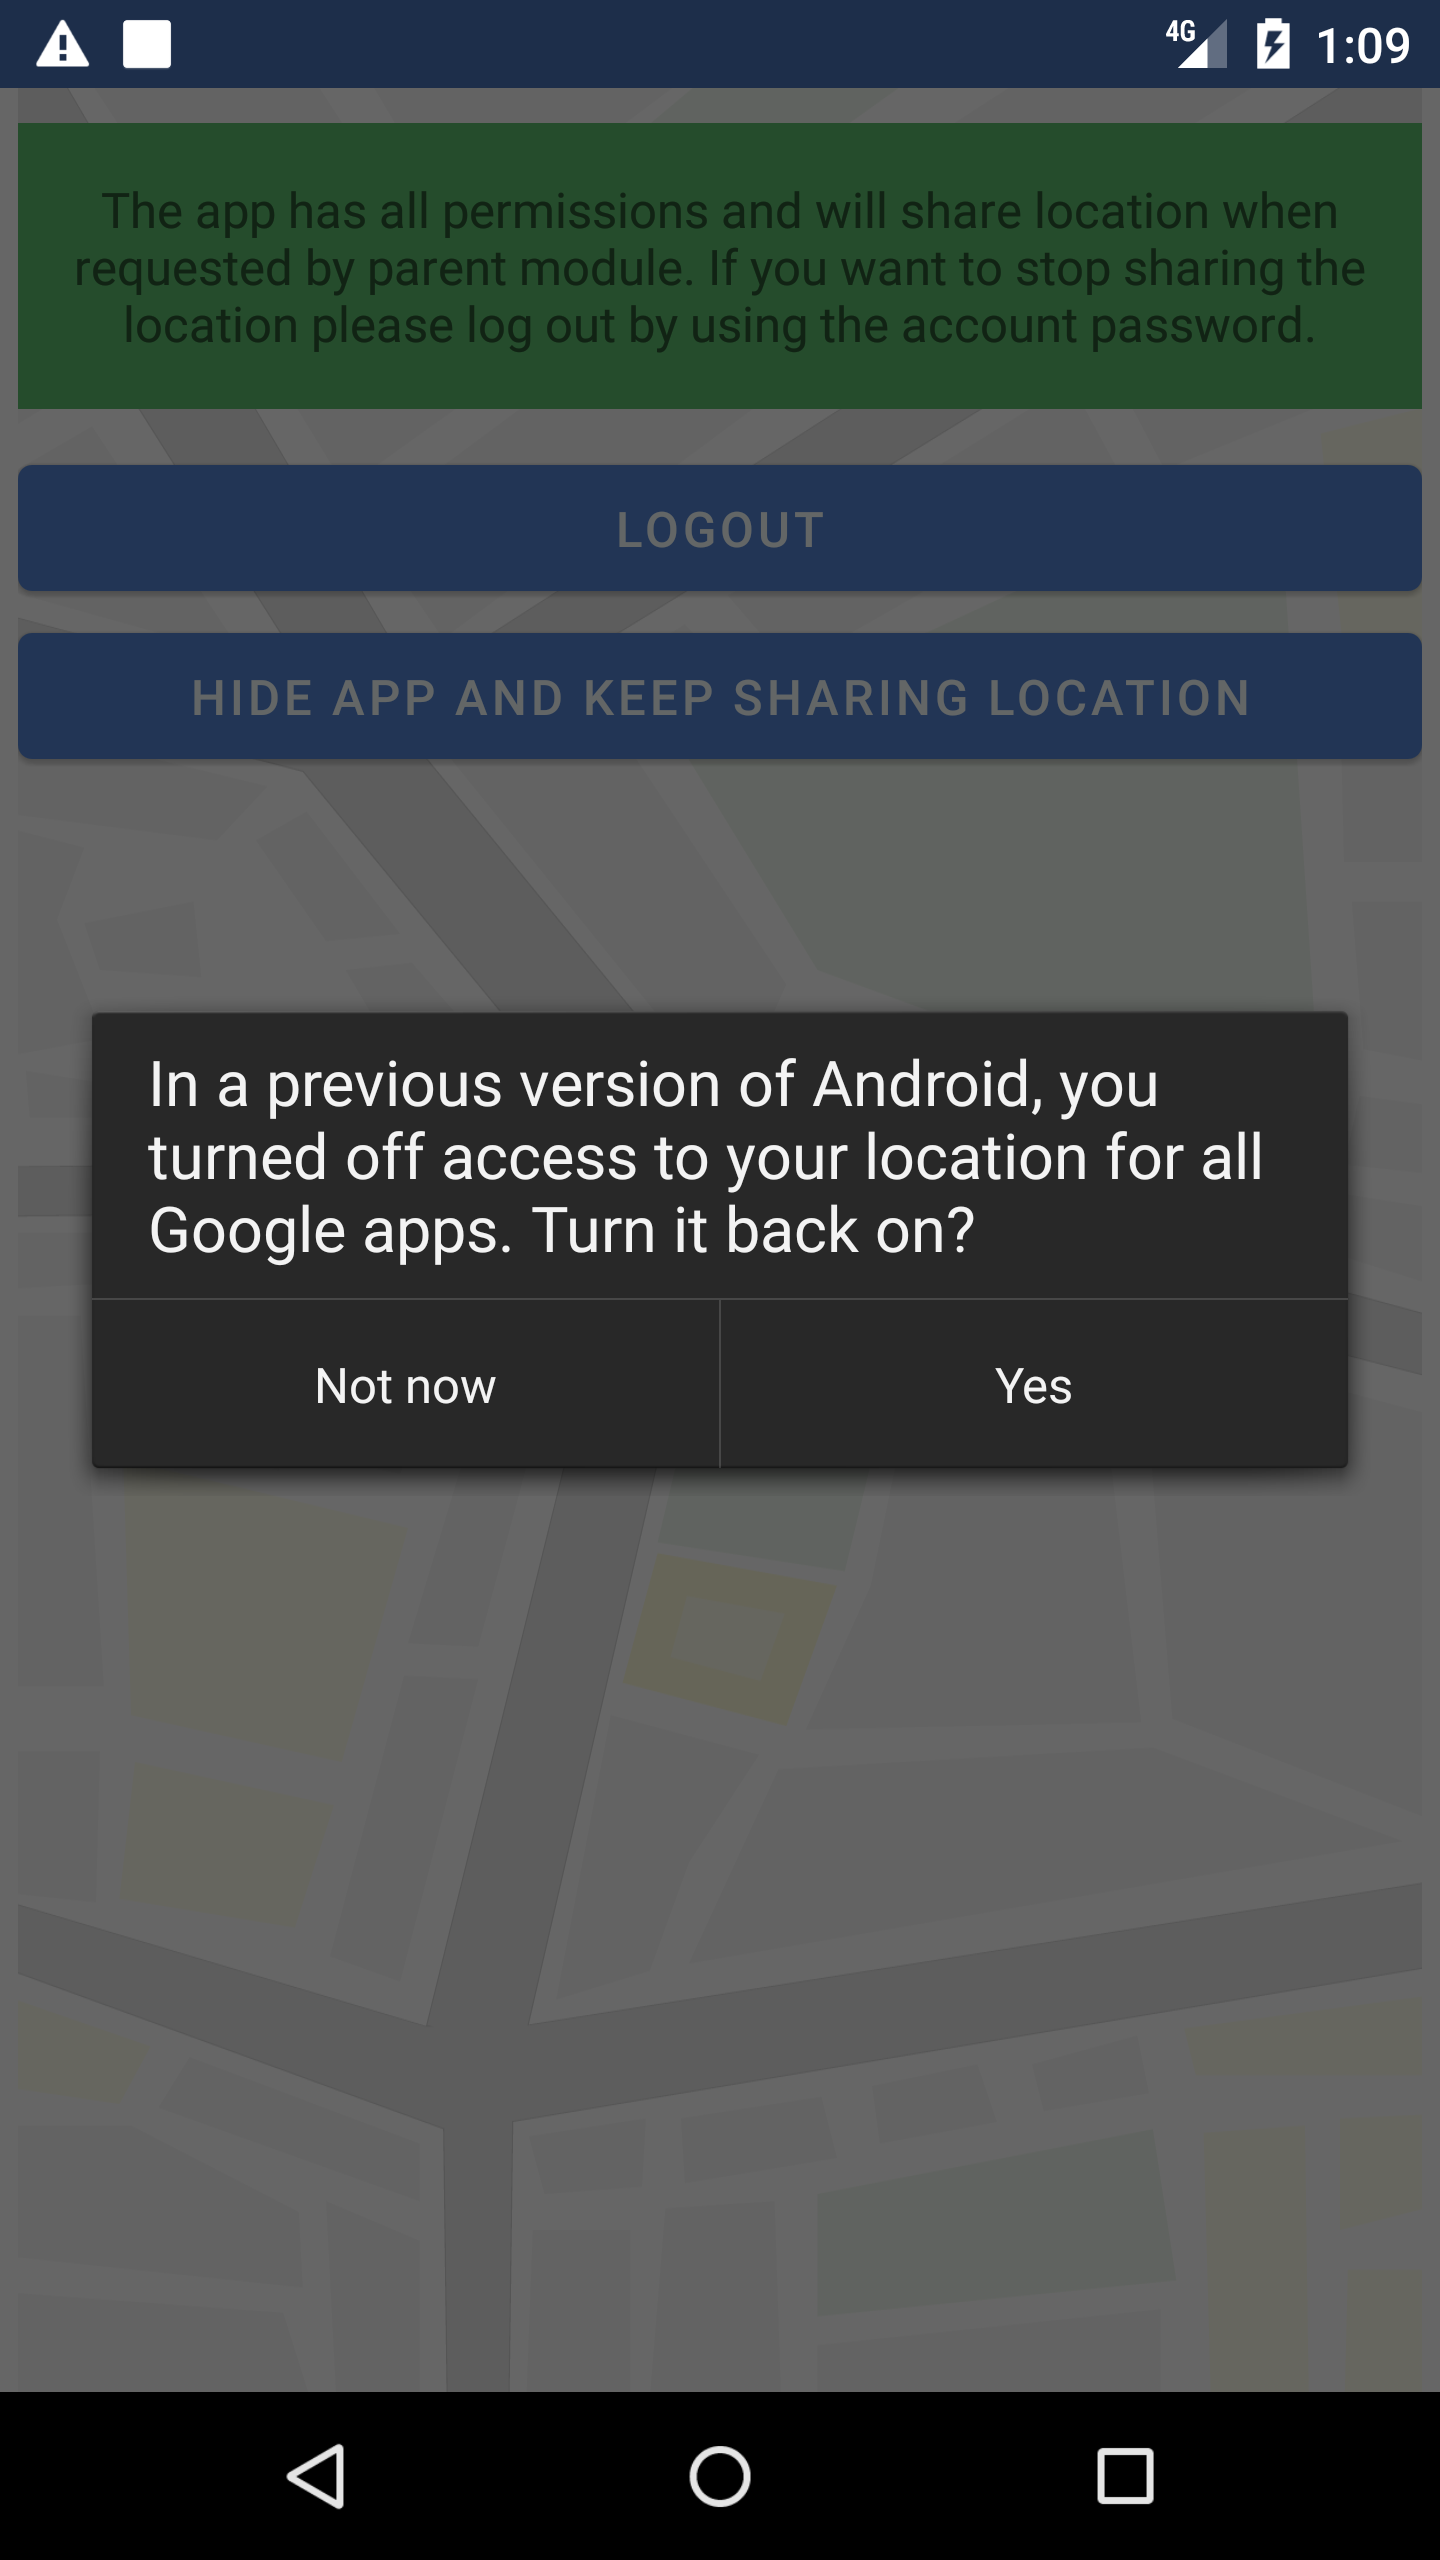 4G 1:09
The app has all permissions and will share location when
requested by parent module. If you want to stop sharing the
location please log out by using the account password.
LOGOUT
HIDE APP AND KEEP SHARING LOCATION
In a previous version of Android, you
turned off access to your location for all
Google apps. Turn it back on?
Not now Yes